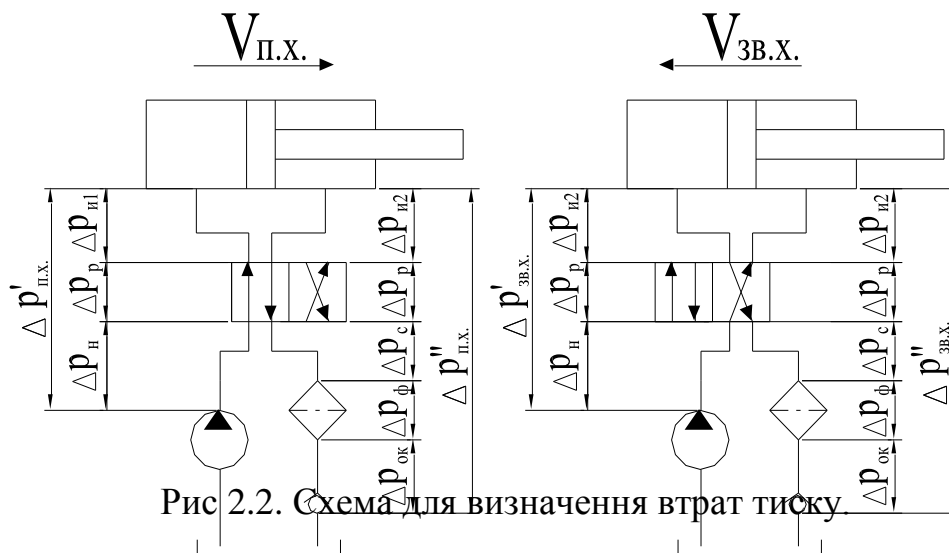 Vп.х. Vзв.х.
Δp'п.х. Δpи1 Δpр Δpн
Δpи2 Δpр Δpс Δpф Δpок Δp''п.х.
Δp'зв.х. Δpи2 Δpр Δpн
Δpи2 Δpр Δpс Δpф Δpок Δp''зв.х.
Рис 2.2. Схема для визначення втрат тиску.